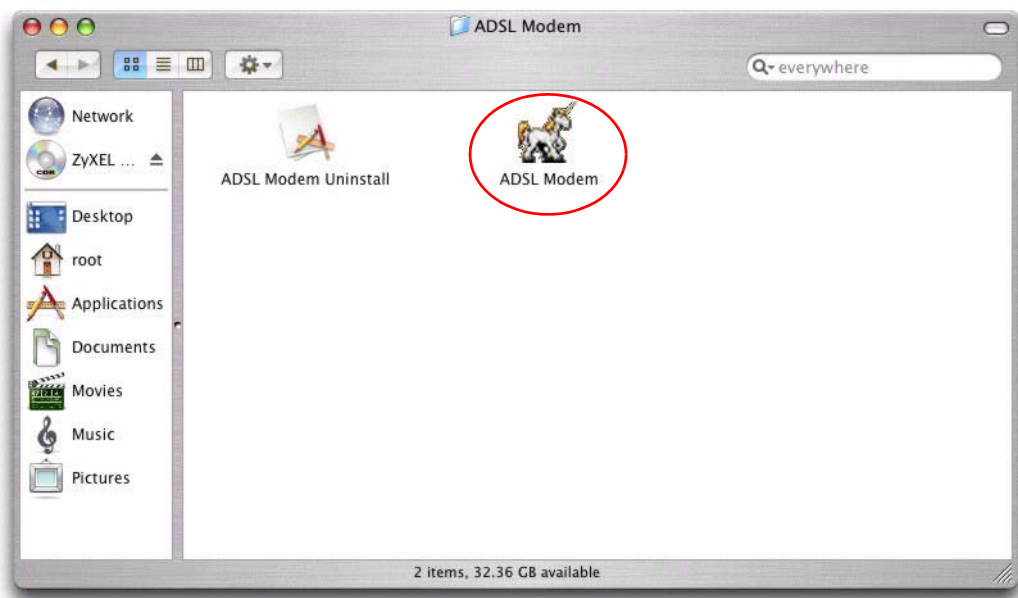 ADSL Modem
everywhere
Network
ZyXEL ...
Desktop
root
Applications
Documents
Movies
Music
Pictures
ADSL Modem Uninstall
ADSL Modem
2 items, 32.36 GB available